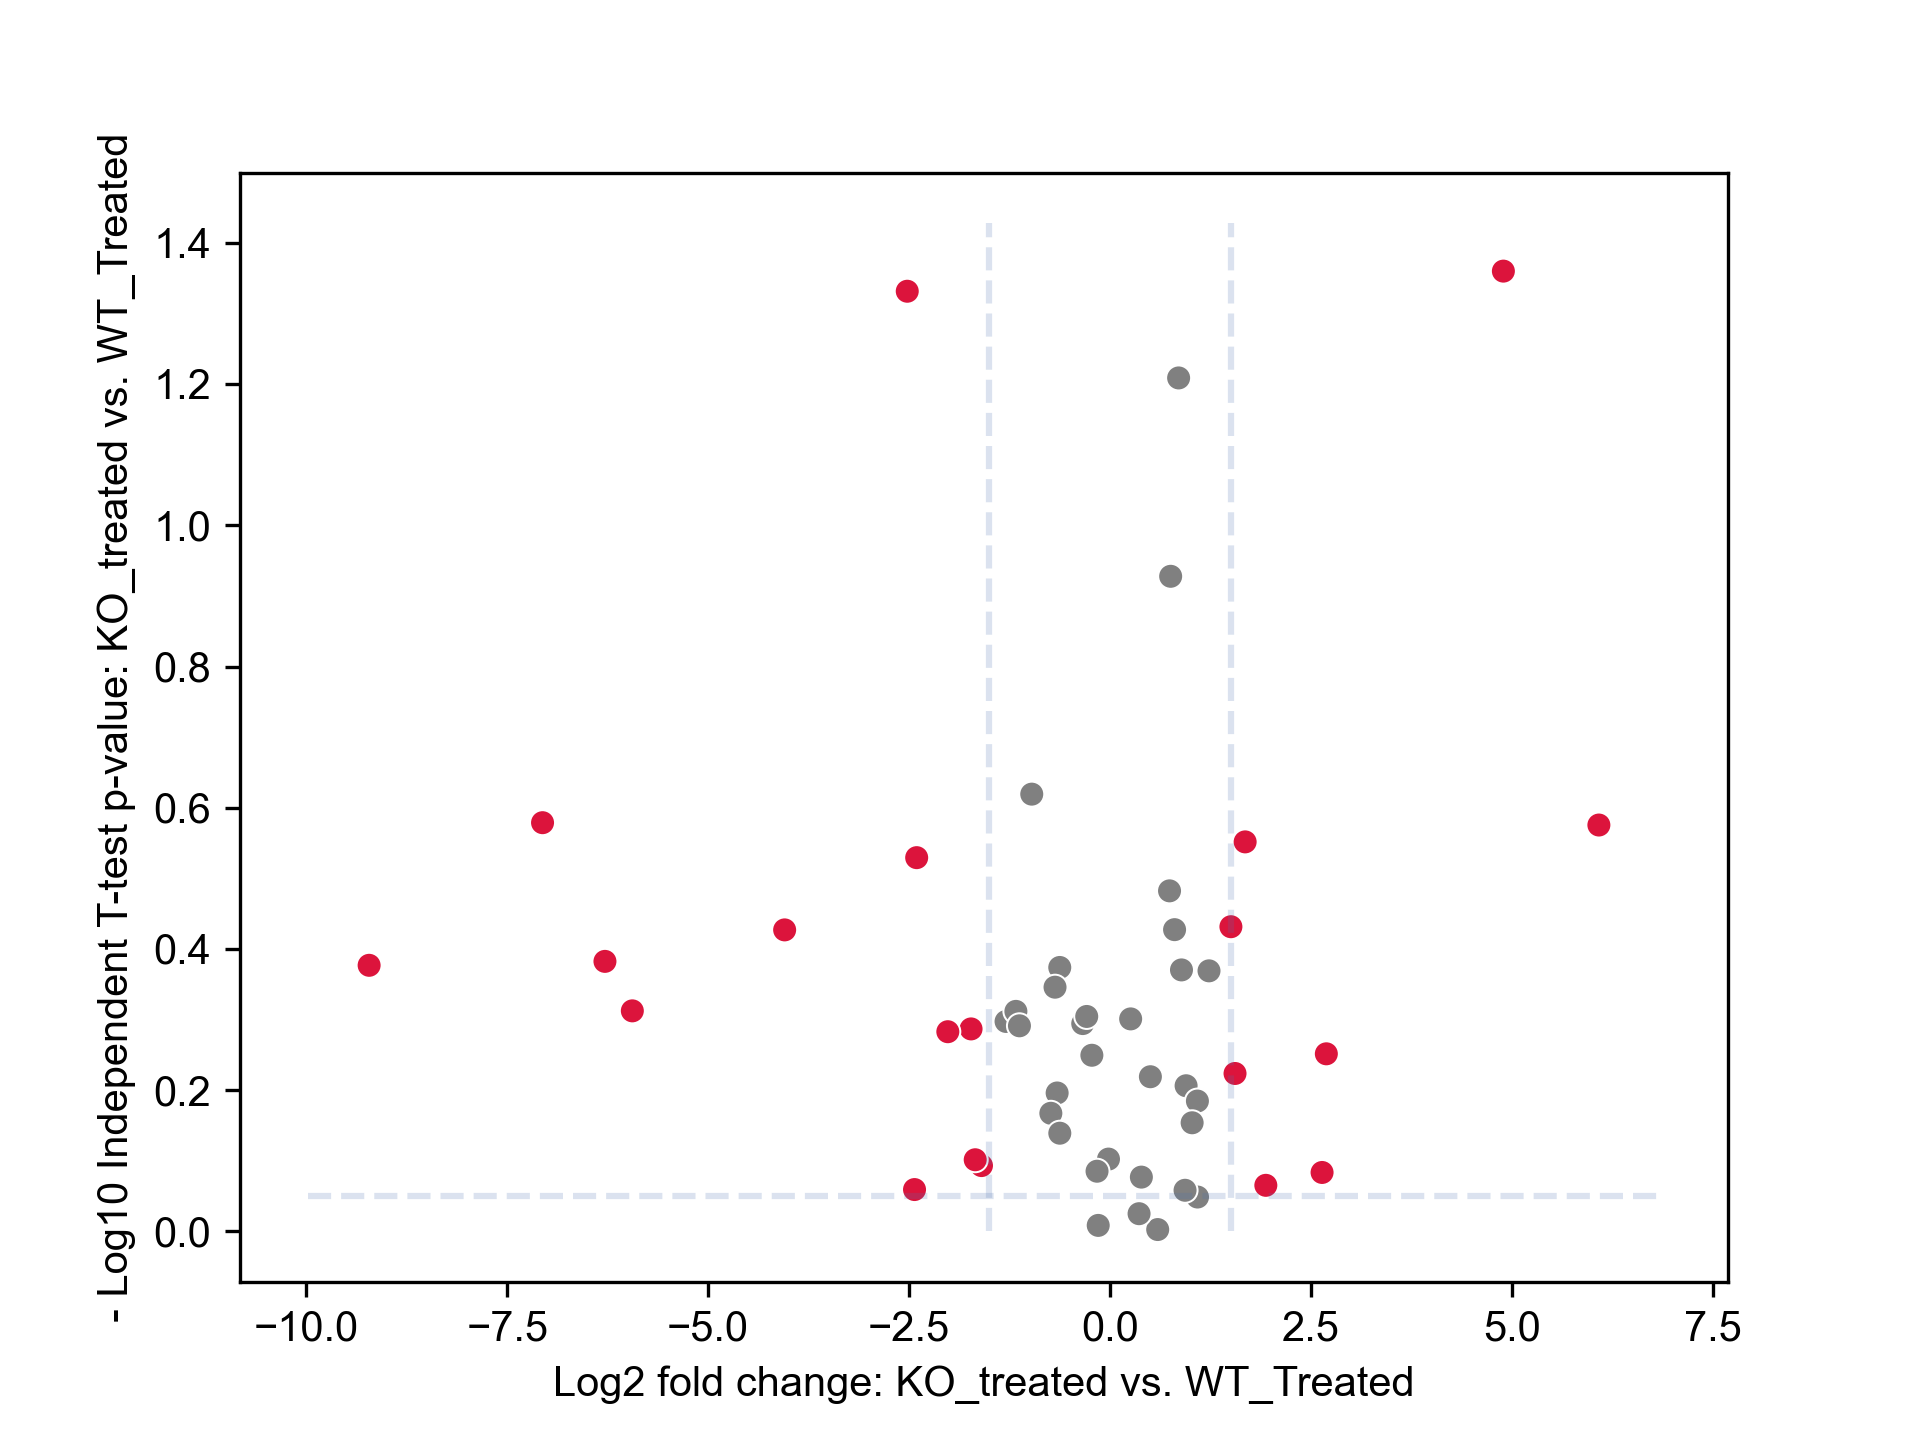 - Log10 Independent T-test p-value: KO_treated vs. WT_Treated
1.4
1.2
1.0
0.8
0.6
0.4
0.2
0.0
−10.0 −7.5 −5.0 −2.5 0.0 2.5 5.0 7.5
Log2 fold change: KO_treated vs. WT_Treated